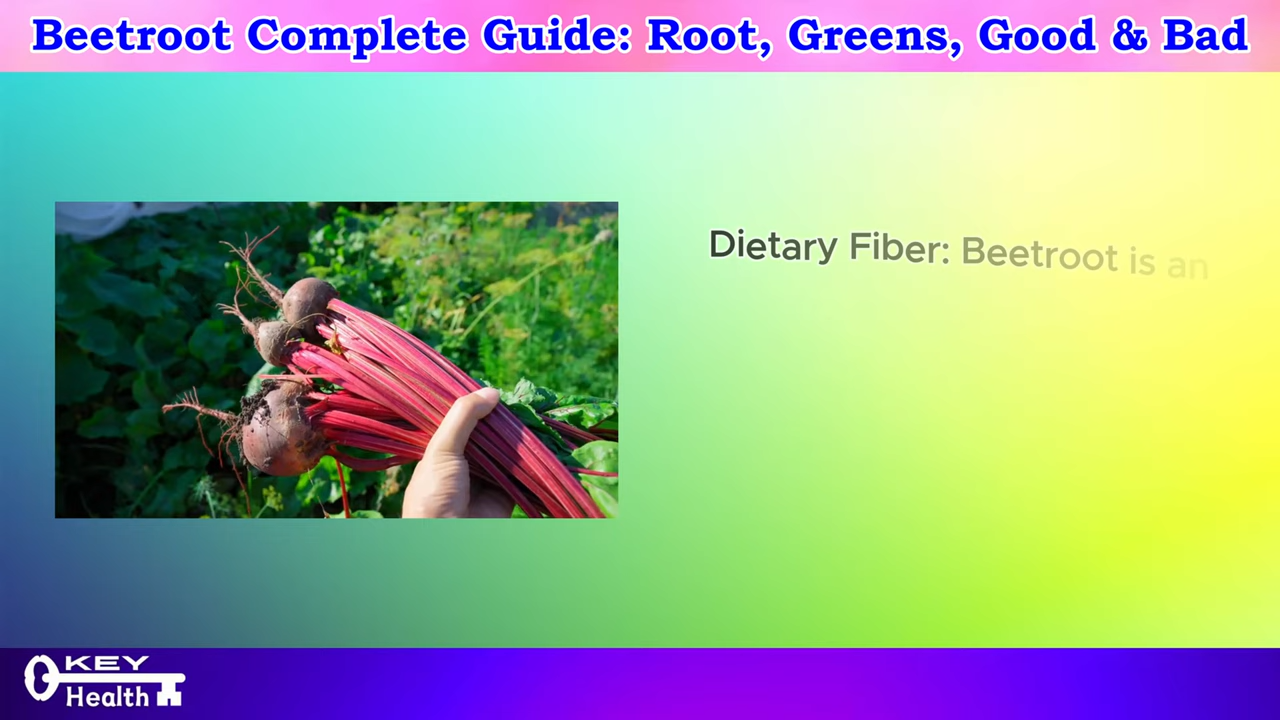 Beetroot Complete Guide: Root, Greens, Good & Bad
Dietary Fiber: Beetroot is an
KEY
Health